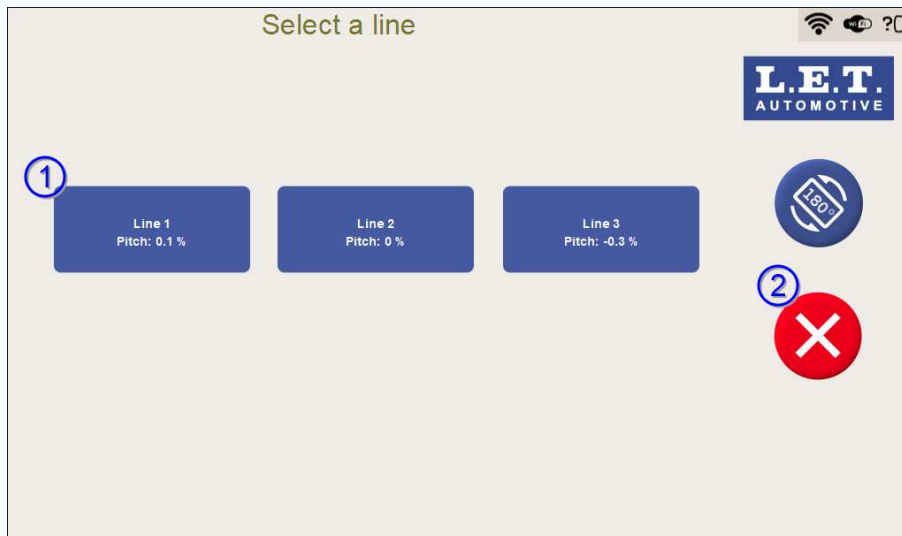 Select a line
WiFi ?
L.E.T.
AUTOMOTIVE
1
Line 1
Pitch: 0.1 %
Line 2
Pitch: 0 %
Line 3
Pitch: -0.3 %
180°
2